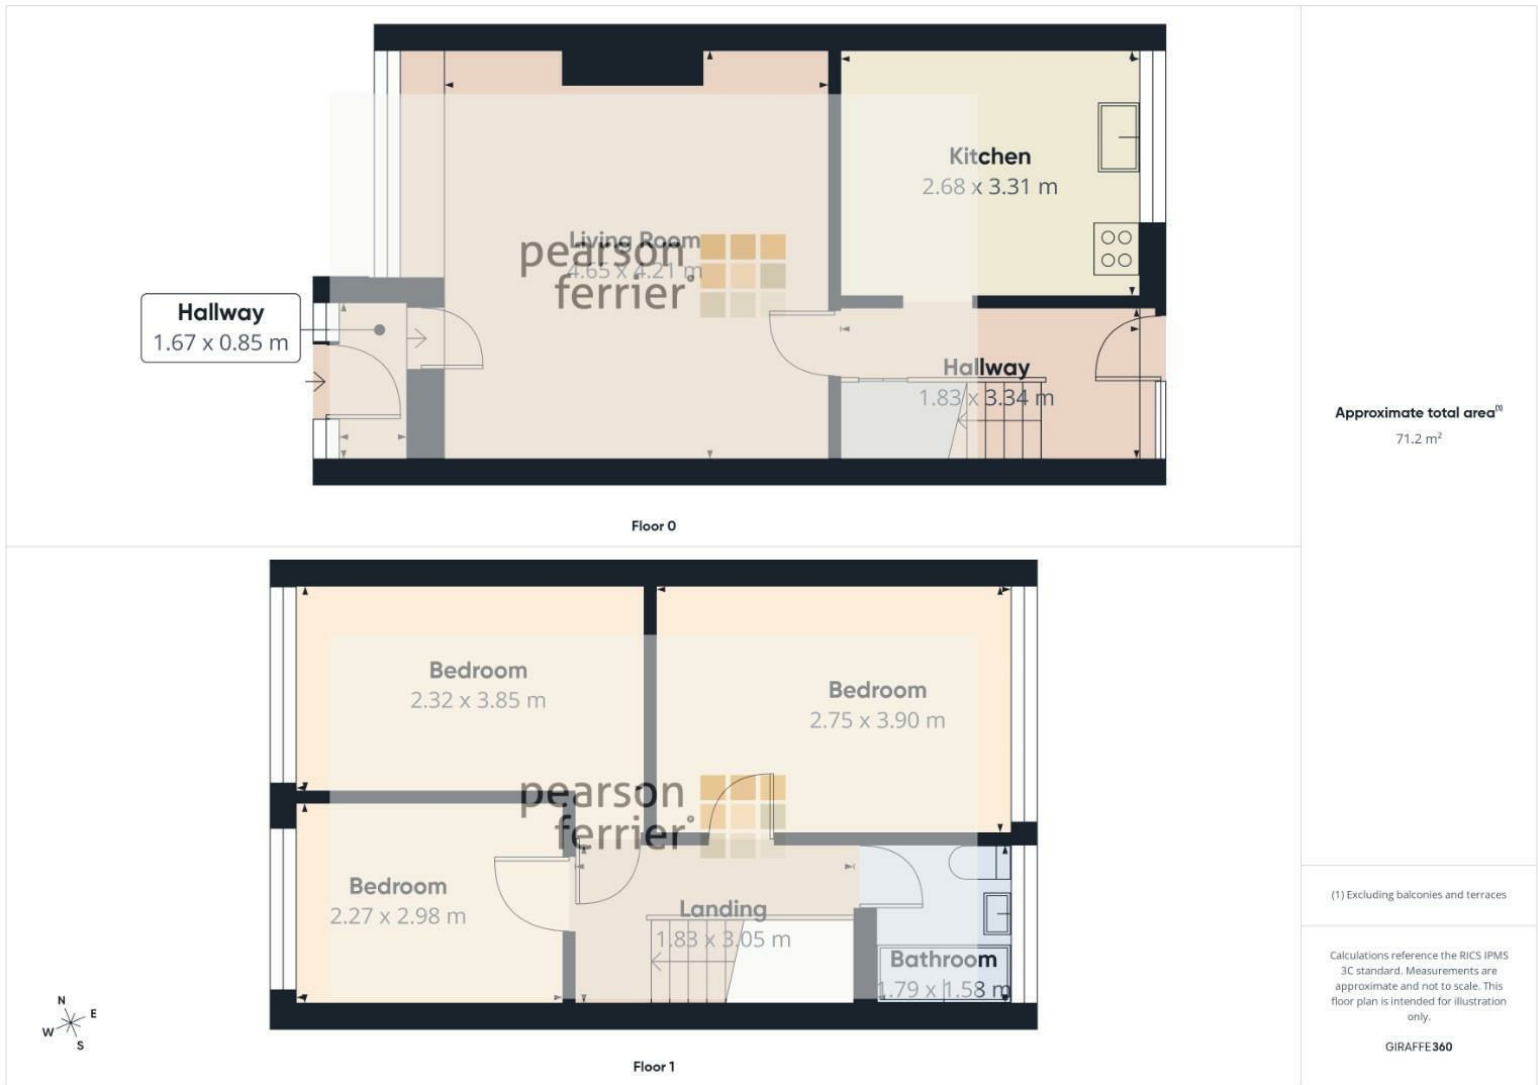 Kitchen
2.68 x 3.31 m
Living Room
4.65 x 4.21 m
pearson
ferrier
Hallway
1.67 x 0.85 m
Hallway
1.83 x 3.34 m
Floor 0
Approximate total area(1)
71.2 m²
Bedroom
2.32 x 3.85 m
Bedroom
2.75 x 3.90 m
pearson
ferrier
Bedroom
2.27 x 2.98 m
Landing
1.83 x 3.05 m
Bathroom
1.79 x 1.58 m
N
E
W
S
Floor 1
(1) Excluding balconies and terraces
Calculations reference the RICS IPMS
3C standard. Measurements are
approximate and not to scale. This
floor plan is intended for illustration
only.
GIRAFFE360